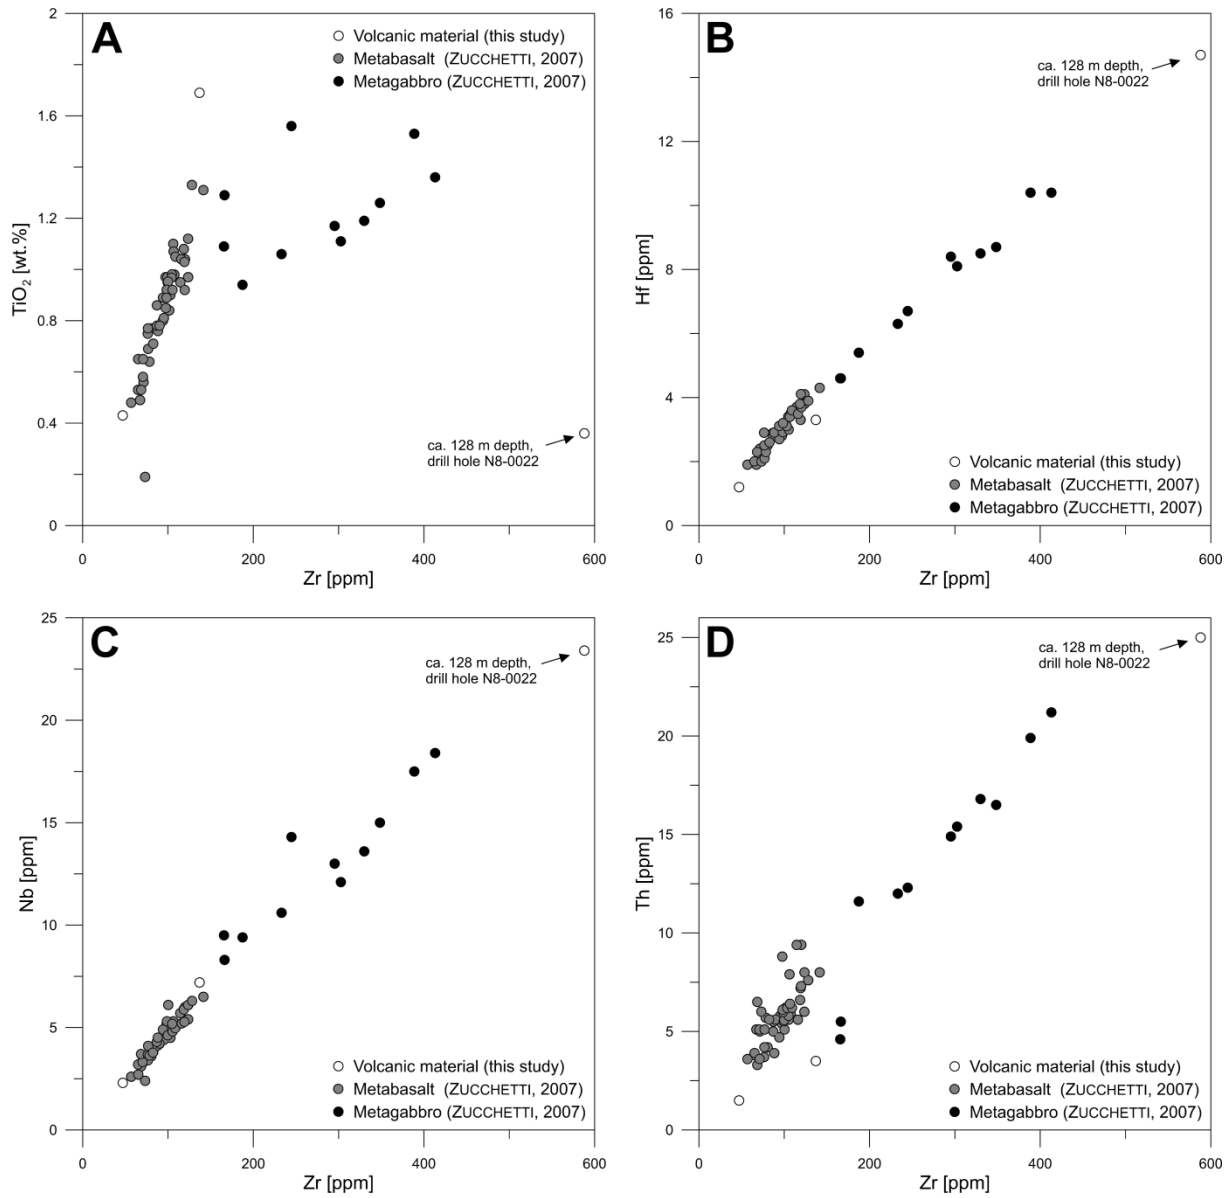 A
2
1.6
1.2
0.8
0.4
0
TiO2 [wt.%]
Volcanic material (this study)
Metabasalt (ZUCCHETTI, 2007)
Metagabbro (ZUCCHETTI, 2007)
ca. 128 m depth,
drill hole N8-0022
0 200 400 600
Zr [ppm]
B
16
12
8
4
0
Hf [ppm]
ca. 128 m depth,
drill hole N8-0022
Volcanic material (this study)
Metabasalt (ZUCCHETTI, 2007)
Metagabbro (ZUCCHETTI, 2007)
0 200 400 600
Zr [ppm]
C
25
20
15
10
5
0
Nb [ppm]
ca. 128 m depth,
drill hole N8-0022
Volcanic material (this study)
Metabasalt (ZUCCHETTI, 2007)
Metagabbro (ZUCCHETTI, 2007)
0 200 400 600
Zr [ppm]
D
25
20
15
10
5
0
Th [ppm]
ca. 128 m depth,
drill hole N8-0022
Volcanic material (this study)
Metabasalt (ZUCCHETTI, 2007)
Metagabbro (ZUCCHETTI, 2007)
0 200 400 600
Zr [ppm]